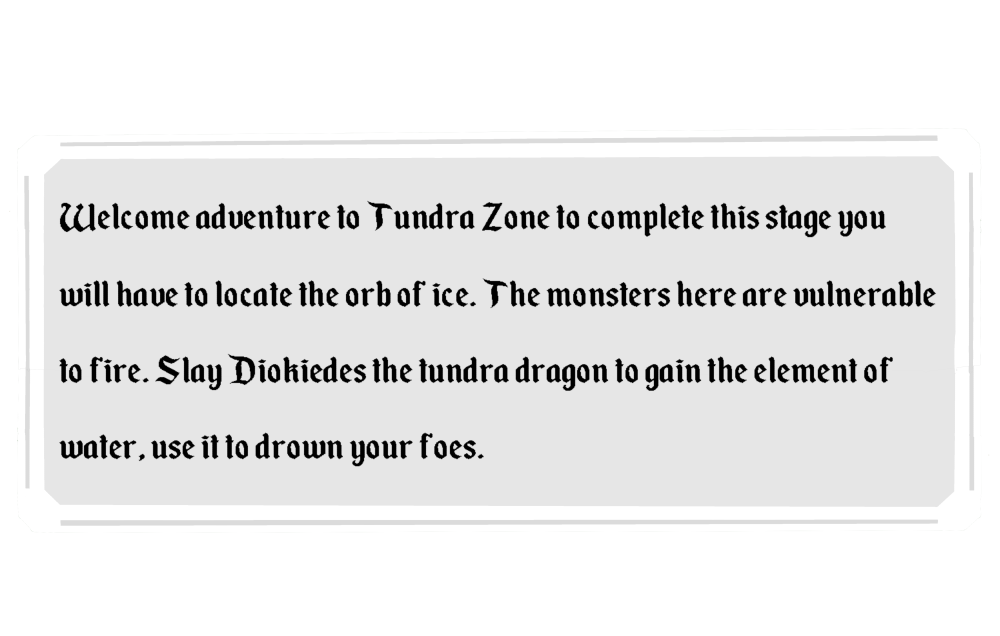 Welcome adventure to Tundra Zone to complete this stage you
will have to locate the orb of ice. The monsters here are vulnerable
to fire. Slay Diokiedes the tundra dragon to gain the element of
water, use it to drown your foes.